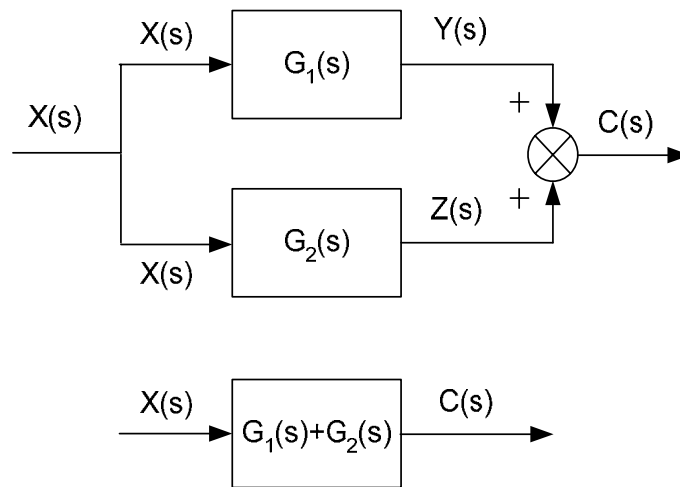 X(s) G₁(s) Y(s)
X(s) + C(s)
+
X(s) G₂(s) Z(s)
X(s) G₁(s)+G₂(s) C(s)